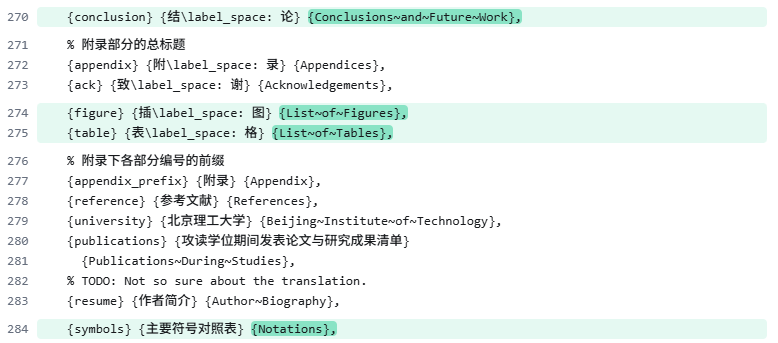 270 {conclusion} {结\label_space: 论} {Conclusions~and~Future~Work},
271 % 附录部分的总标题
272 {appendix} {附\label_space: 录} {Appendices},
273 {ack} {致\label_space: 谢} {Acknowledgements},
274 {figure} {插\label_space: 图} {List~of~Figures},
275 {table} {表\label_space: 格} {List~of~Tables},
276 % 附录下各部分编号的前缀
277 {appendix_prefix} {附录} {Appendix},
278 {reference} {参考文献} {References},
279 {university} {北京理工大学} {Beijing~Institute~of~Technology},
280 {publications} {攻读学位期间发表论文与研究成果清单}
281 {Publications~During~Studies},
282 % TODO: Not so sure about the translation.
283 {resume} {作者简介} {Author~Biography},
284 {symbols} {主要符号对照表} {Notations},